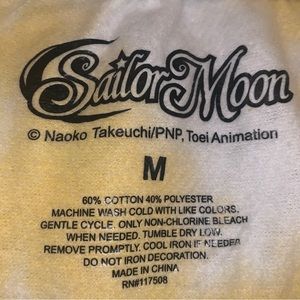 Sailor Moon
© Naoko Takeuchi/PNP, Toei Animation
M
60% COTTON 40% POLYESTER
MACHINE WASH COLD WITH LIKE COLORS.
GENTLE CYCLE. ONLY NON-CHLORINE BLEACH
WHEN NEEDED. TUMBLE DRY LOW.
REMOVE PROMPTLY. COOL IRON IF NEEDED
DO NOT IRON DECORATION.
MADE IN CHINA
RN#117508